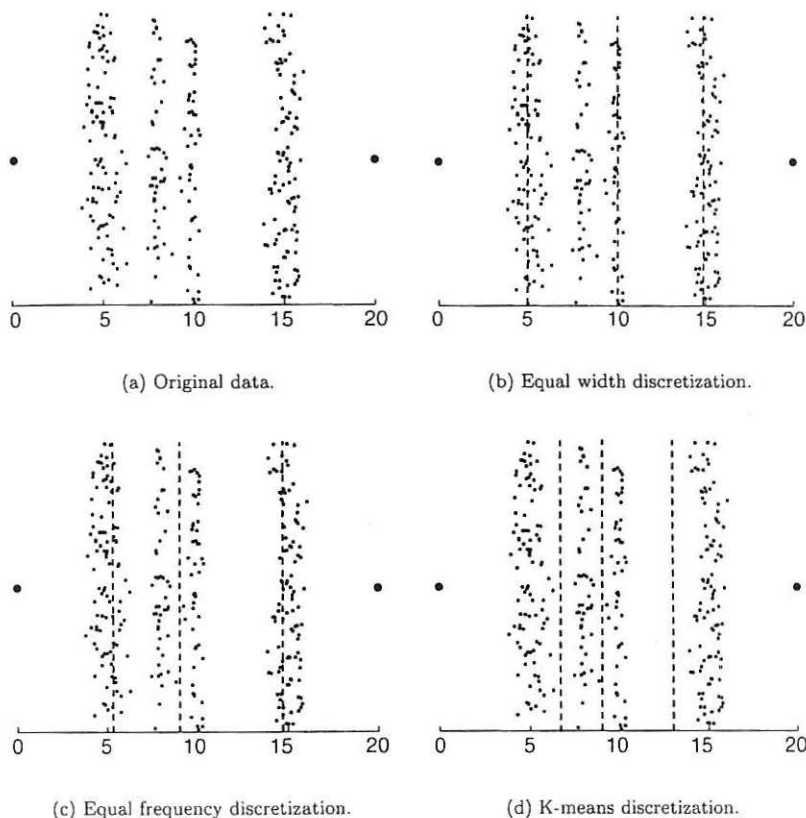 0 5 10 15 20
0 5 10 15 20
(a) Original data.
(b) Equal width discretization.
0 5 10 15 20
0 5 10 15 20
(c) Equal frequency discretization.
(d) K-means discretization.